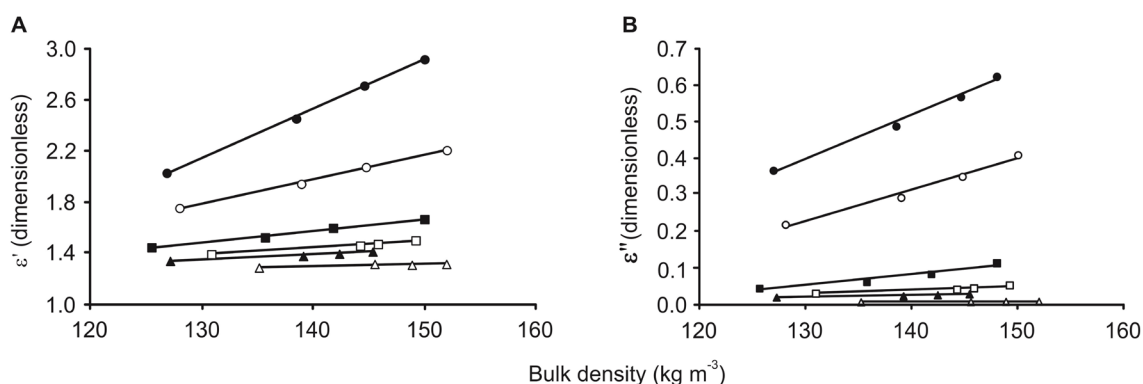 A
3.0
2.6
2.2
1.8
1.4
1.0
ε' (dimensionless)
120 130 140 150 160
B
0.7
0.6
0.5
0.4
0.3
0.2
0.1
0.0
ε" (dimensionless)
120 130 140 150 160
Bulk density (kg m⁻³)